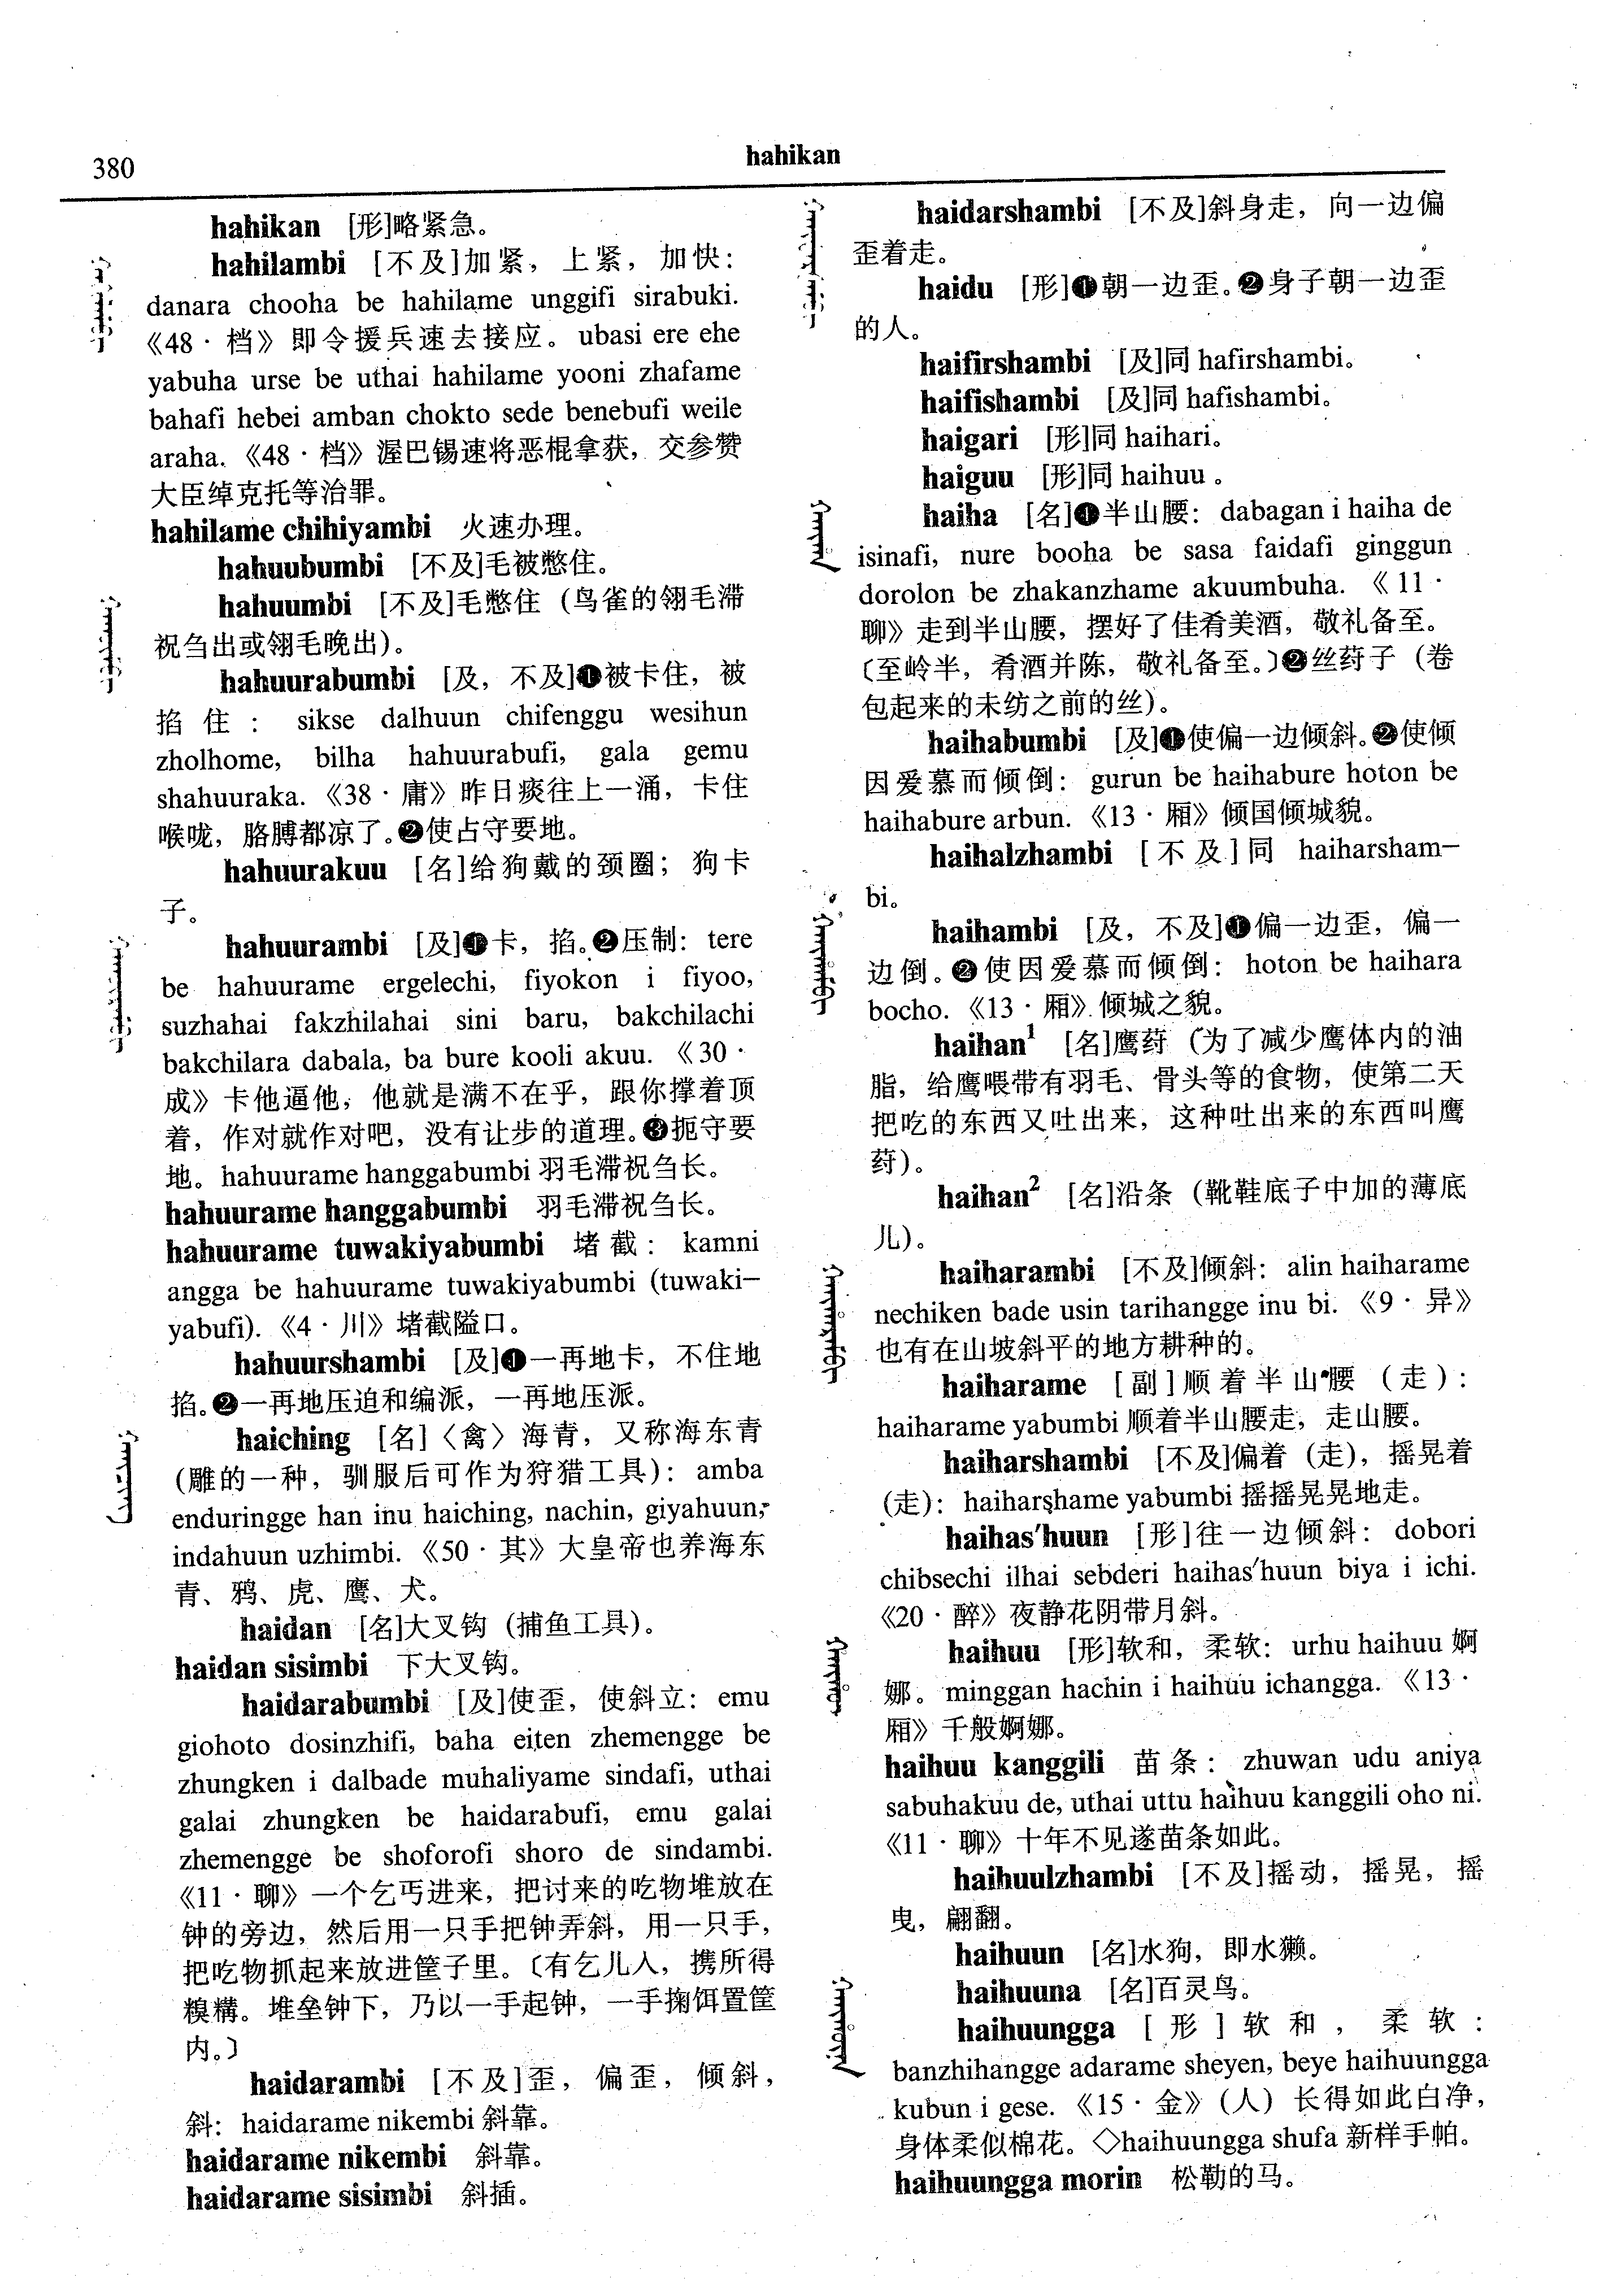 380
hahikan
hahikan [形]略紧急。
hahilambi [不及]加紧，上紧，加快：
danara chooha be hahilame unggifi sirabuki.
《48·档》即令援兵速去接应。ubasi ere ehe
yabuha urse be uthai hahilame yooni zhafame
bahafi hebei amban chokto sede benebufi weile
araha.《48·档》渥巴锡速将恶棍拿获，交参赞
大臣绰克托等治罪。
hahilame chihiyambi 火速办理。
hahuubumbi [不及]毛被憋住。
hahuumbi [不及]毛憋住（鸟雀的翎毛滞
祝刍出或翎毛晚出）。
hahuurabumbi [及，不及]❶被卡住，被
掐住：sikse dalhuun chifenggu wesihun
zholhome, bilha hahuurabufi, gala gemu
shahuuraka.《38·庸》昨日痰往上一涌，卡住
喉咙，胳膊都凉了。❷使占守要地。
hahuurakuu [名]给狗戴的颈圈；狗卡
子。
hahuurambi [及]❶卡，掐。❷压制：tere
be hahuurame ergelechi, fiyokon i fiyoo,
suzhahai fakzhilahai sini baru, bakchilachi
bakchilara dabala, ba bure kooli akuu.《30·
成》卡他逼他，他就是满不在乎，跟你撑着顶
着，作对就作对吧，没有让步的道理。❸扼守要
地。hahuurame hanggabumbi 羽毛滞祝刍长。
hahuurame hanggabumbi 羽毛滞祝刍长。
hahuurame tuwakiyabumbi 堵截：kamni
angga be hahuurame tuwakiyabumbi (tuwaki–
yabufi).《4·川》堵截隘口。
hahuurshambi [及]❶一再地卡，不住地
掐。❷一再地压迫和编派，一再地压派。
haiching [名]〈禽〉海青，又称海东青
（雕的一种，驯服后可作为狩猎工具）：amba
enduringge han inu haiching, nachin, giyahuun,
indahuun uzhimbi.《50·其》大皇帝也养海东
青、鸦、虎、鹰、犬。
haidan [名]大叉钩（捕鱼工具）。
haidan sisimbi 下大叉钩。
haidarabumbi [及]使歪，使斜立：emu
giohoto dosinzhifi, baha eiten zhemengge be
zhungken i dalbade muhaliyame sindafi, uthai
galai zhungken be haidarabufi, emu galai
zhemengge be shoforofi shoro de sindambi.
《11·聊》一个乞丐进来，把讨来的吃物堆放在
钟的旁边，然后用一只手把钟弄斜，用一只手，
把吃物抓起来放进筐子里。〔有乞儿人，携所得
糗糒。堆垒钟下，乃以一手起钟，一手掬饵置筐
内。〕
haidarambi [不及]歪，偏歪，倾斜，
斜：haidarame nikembi 斜靠。
haidarame nikembi 斜靠。
haidarame sisimbi 斜插。
haidarshambi [不及]斜身走，向一边偏
歪着走。
haidu [形]❶朝一边歪。❷身子朝一边歪
的人。
haifirshambi [及]同 hafirshambi。
haifishambi [及]同 hafishambi。
haigari [形]同 haihari。
haiguu [形]同 haihuu 。
haiha [名]❶半山腰：dabagan i haiha de
isinafi, nure booha be sasa faidafi ginggun
dorolon be zhakanzhame akuumbuha.《11·
聊》走到半山腰，摆好了佳肴美酒，敬礼备至。
〔至岭半，肴酒并陈，敬礼备至。〕❷丝荮子（卷
包起来的未纺之前的丝）。
haihabumbi [及]❶使偏一边倾斜。❷使倾
因爱慕而倾倒：gurun be haihabure hoton be
haihabure arbun.《13·厢》倾国倾城貌。
haihalzhambi [不及]同 haiharsham–
bi。
haihambi [及，不及]❶偏一边歪，偏一
边倒。❷使因爱慕而倾倒：hoton be haihara
bocho.《13·厢》倾城之貌。
haihan¹ [名]鹰荮（为了减少鹰体内的油
脂，给鹰喂带有羽毛、骨头等的食物，使第二天
把吃的东西又吐出来，这种吐出来的东西叫鹰
荮）。
haihan² [名]沿条（靴鞋底子中加的薄底
儿）。
haiharambi [不及]倾斜：alin haiharame
nechiken bade usin tarihangge inu bi.《9·异》
也有在山坡斜平的地方耕种的。
haiharame [副]顺着半山腰（走）：
haiharame yabumbi 顺着半山腰走，走山腰。
haiharshambi [不及]偏着（走），摇晃着
（走）：haiharshame yabumbi 摇摇晃晃地走。
haihas'huun [形]往一边倾斜：dobori
chibsechi ilhai sebderi haihas'huun biya i ichi.
《20·醉》夜静花阴带月斜。
haihuu [形]软和，柔软：urhu haihuu 婀
娜。minggan hachin i haihuu ichangga.《13·
厢》千般婀娜。
haihuu kanggili 苗条：zhuwan udu aniya
sabuhakuu de, uthai uttu haihuu kanggili oho ni.
《11·聊》十年不见遂苗条如此。
haihuulzhambi [不及]摇动，摇晃，摇
曳，翩翻。
haihuun [名]水狗，即水獭。
haihuuna [名]百灵鸟。
haihuungga [形]软和，柔软：
banzhihangge adarame sheyen, beye haihuungga
kubun i gese.《15·金》（人）长得如此白净，
身体柔似棉花。◇haihuungga shufa 新样手帕。
haihuungga morin 松勒的马。